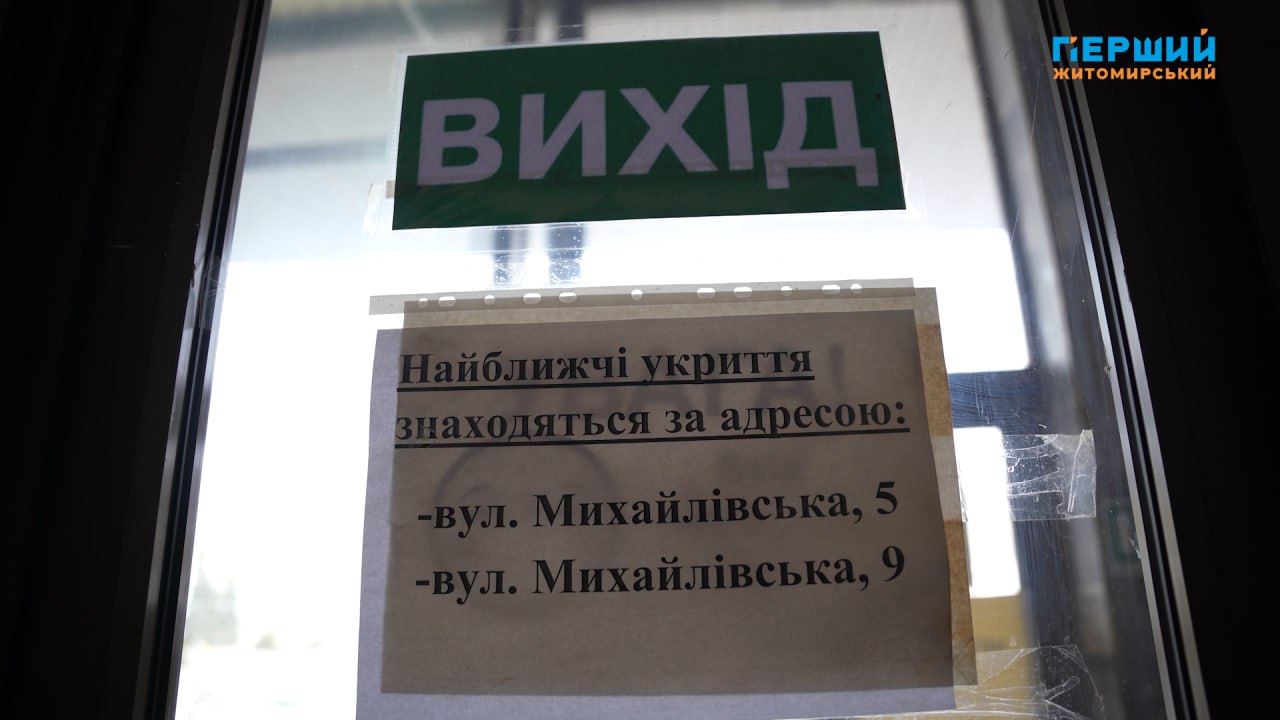 ПЕРШИЙ
ЖИТОМИРСЬКИЙ
ВИХІД
Найближчі укриття
знаходяться за адресою:
-вул. Михайлівська, 5
-вул. Михайлівська, 9